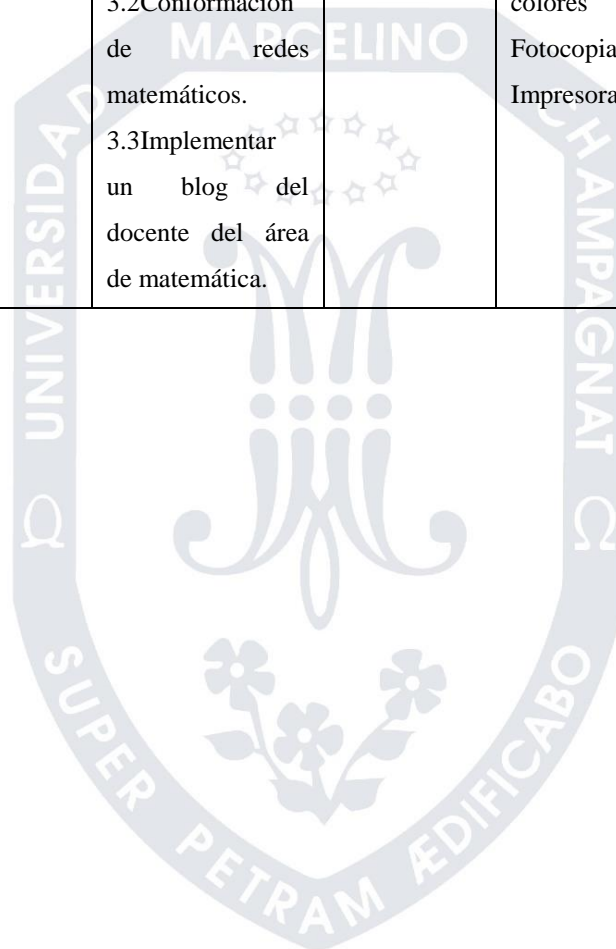 3.2Conformación
de redes
matemáticos.
3.3Implementar
un blog del
docente del área
de matemática.
colores
Fotocopia
Impresora
UNIVERSIDAD MARCELINO CHAMPAGNAT
Ω SUPER PETRAM ÆDIFICABO Ω